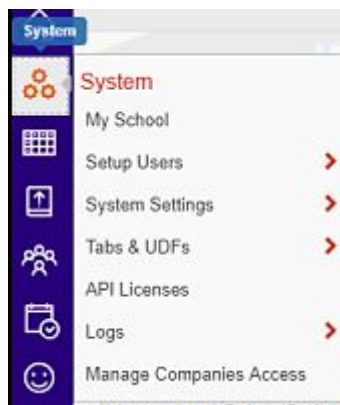 System
System
My School
Setup Users
System Settings
Tabs & UDFs
API Licenses
Logs
Manage Companies Access